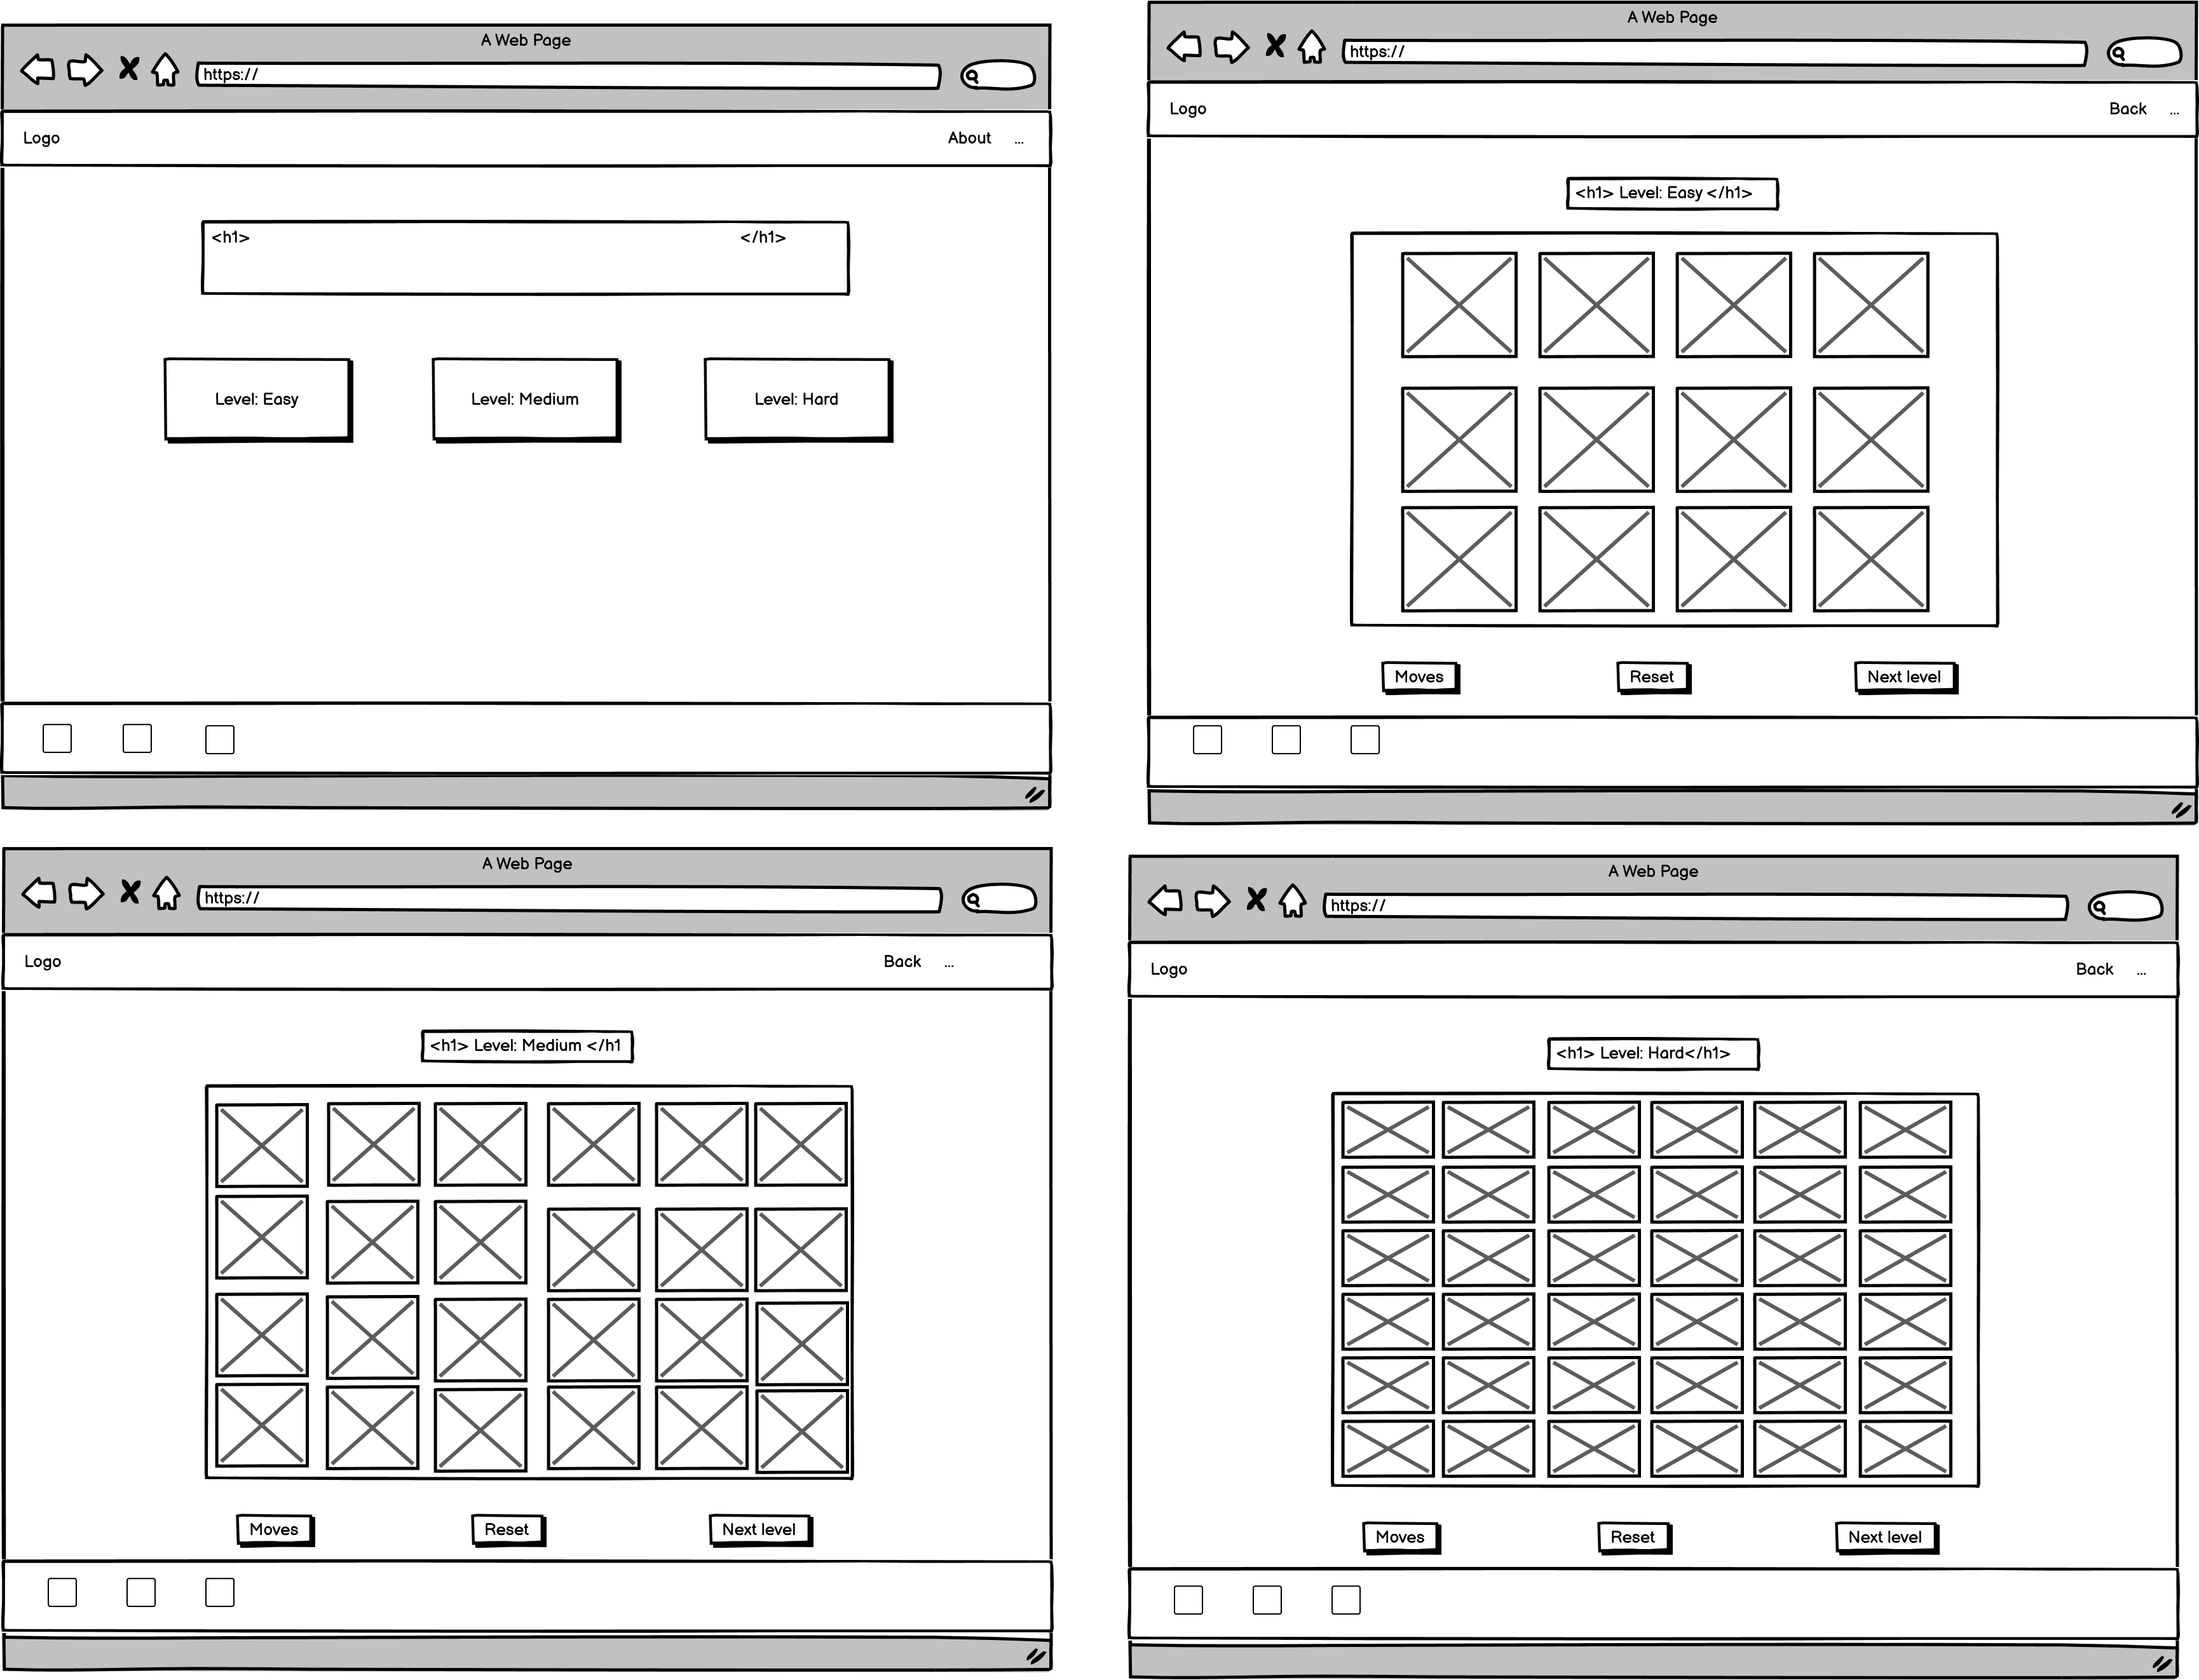 A Web Page
https://
Logo About ...
<h1> </h1>
Level: Easy Level: Medium Level: Hard
A Web Page
https://
Logo Back ...
<h1> Level: Easy </h1>
Moves Reset Next level
A Web Page
https://
Logo Back ...
<h1> Level: Medium </h1
Moves Reset Next level
A Web Page
https://
Logo Back ...
<h1> Level: Hard</h1>
Moves Reset Next level